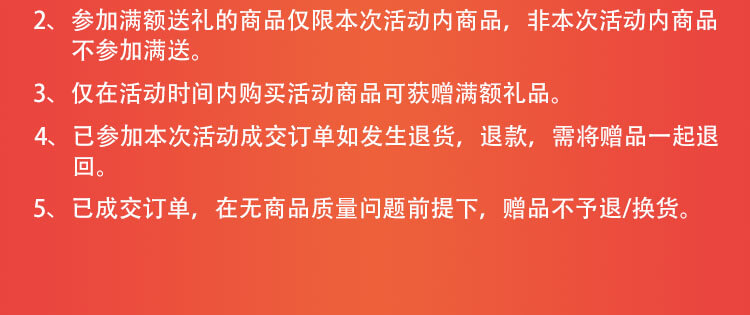 2、参加满额送礼的商品仅限本次活动内商品，非本次活动内商品
不参加满送。
3、仅在活动时间内购买活动商品可获赠满额礼品。
4、已参加本次活动成交订单如发生退货，退款，需将赠品一起退
回。
5、已成交订单，在无商品质量问题前提下，赠品不予退/换货。